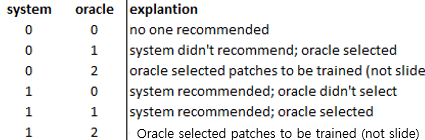 system oracle explantion
0 0 no one recommended
0 1 system didn't recommend; oracle selected
0 2 oracle selected patches to be trained (not slide
1 0 system recommended; oracle didn't select
1 1 system recommended; oracle selected
1 2 Oracle selected patches to be trained (not slide)